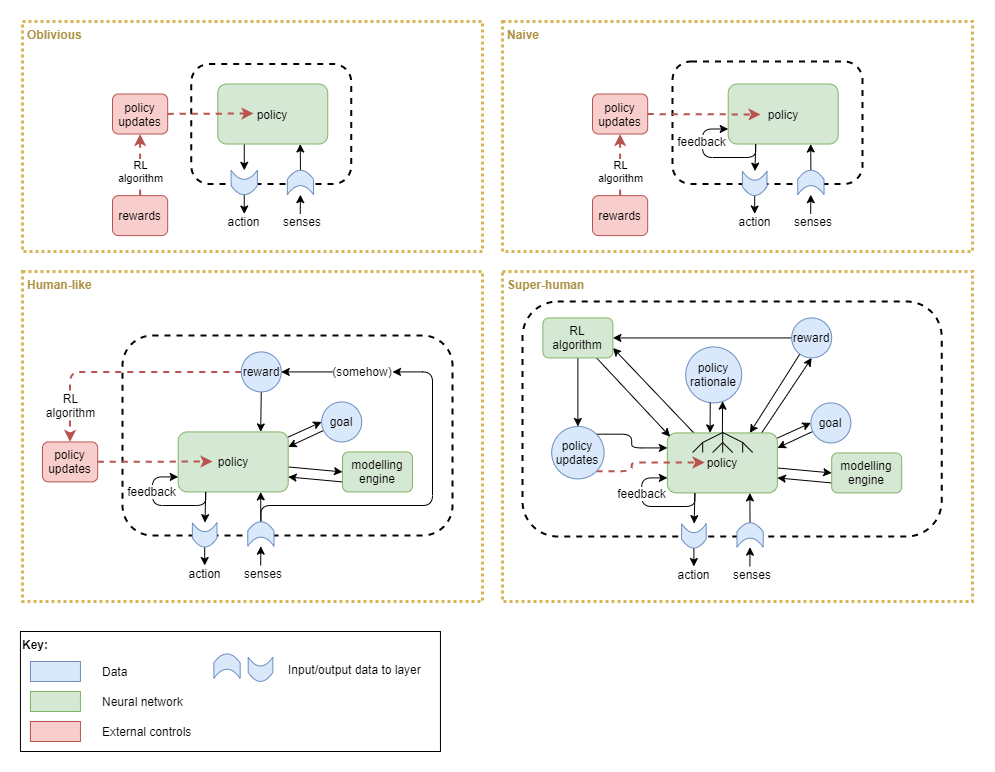 Oblivious
policy
updates
policy
RL
algorithm
rewards
action
senses
Naive
policy
updates
policy
feedback
RL
algorithm
rewards
action
senses
Human-like
reward
(somehow)
RL
algorithm
goal
policy
updates
policy
modelling
engine
feedback
action
senses
Super-human
RL
algorithm
reward
policy
rationale
goal
policy
updates
policy
modelling
engine
feedback
action
senses
Key:
Data
Input/output data to layer
Neural network
External controls